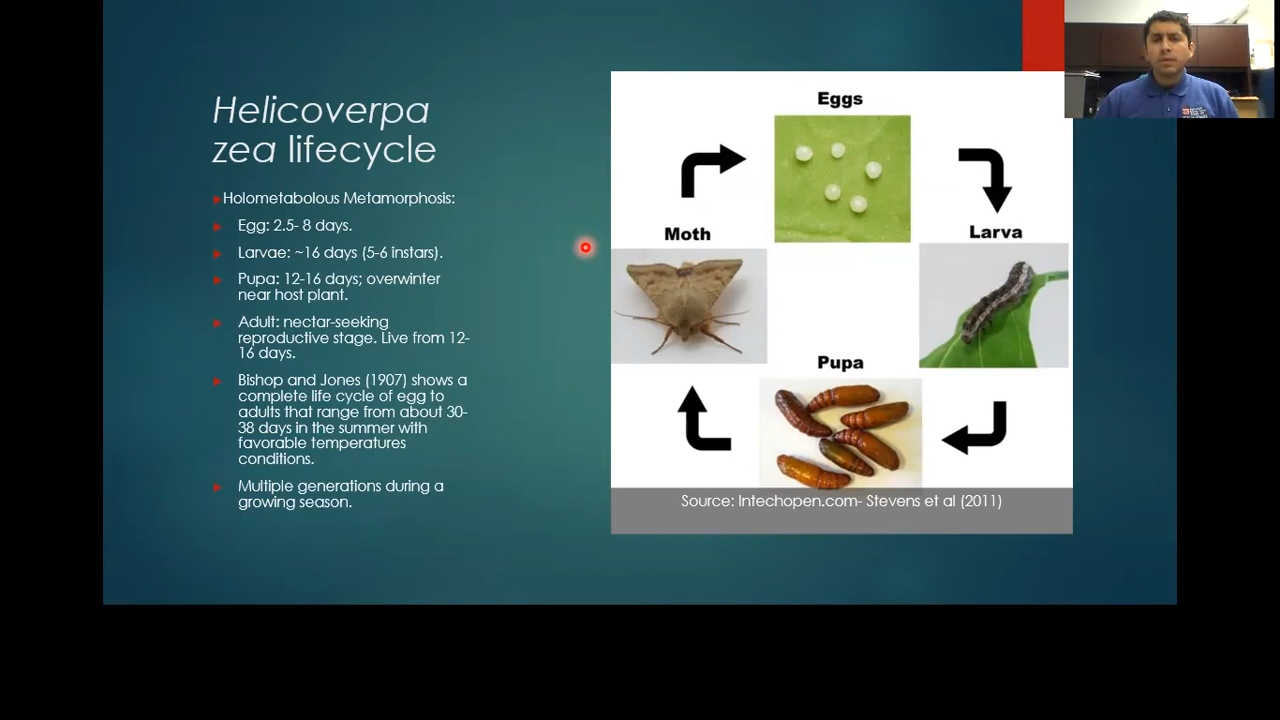 Helicoverpa
zea lifecycle
Holometabolous Metamorphosis:
Egg: 2.5- 8 days.
Larvae: ~16 days (5-6 instars).
Pupa: 12-16 days; overwinter
near host plant.
Adult: nectar-seeking
reproductive stage. Live from 12-
16 days.
Bishop and Jones (1907) shows a
complete life cycle of egg to
adults that range from about 30-
38 days in the summer with
favorable temperatures
conditions.
Multiple generations during a
growing season.
Eggs
Larva
Moth
Pupa
Source: Intechopen.com- Stevens et al (2011)